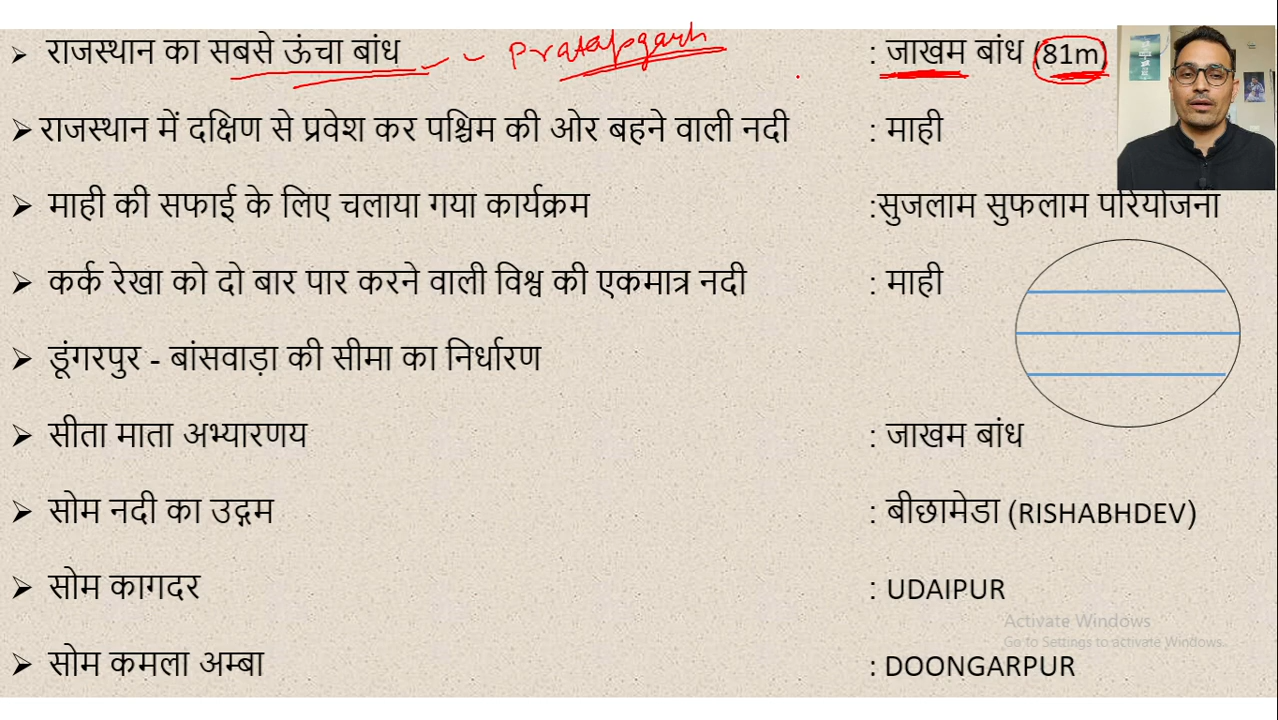 ➢ राजस्थान का सबसे ऊंचा बांध - Pratapgarh : जाखम बांध (81m)
➢ राजस्थान में दक्षिण से प्रवेश कर पश्चिम की ओर बहने वाली नदी : माही
➢ माही की सफाई के लिए चलाया गया कार्यक्रम :सुजलाम सुफलाम परियोजना
➢ कर्क रेखा को दो बार पार करने वाली विश्व की एकमात्र नदी : माही
➢ डूंगरपुर - बांसवाड़ा की सीमा का निर्धारण
➢ सीता माता अभ्यारणय : जाखम बांध
➢ सोम नदी का उद्गम : बीछामेडा (RISHABHDEV)
➢ सोम कागदर : UDAIPUR
Activate Windows
Go to Settings to activate Windows.
➢ सोम कमला अम्बा : DOONGARPUR